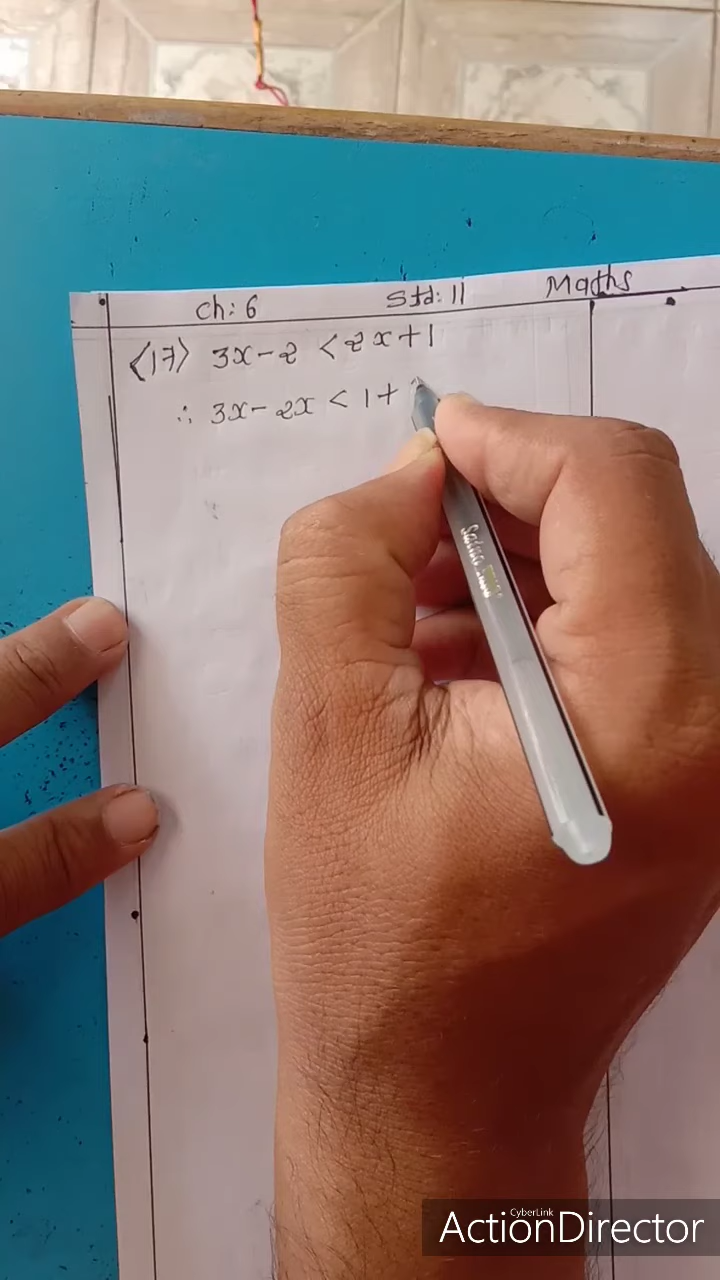 Ch: 6 Std: 11 Maths
<17> 3x - 2 < 2x + 1
∴ 3x - 2x < 1 +
CyberLink
ActionDirector